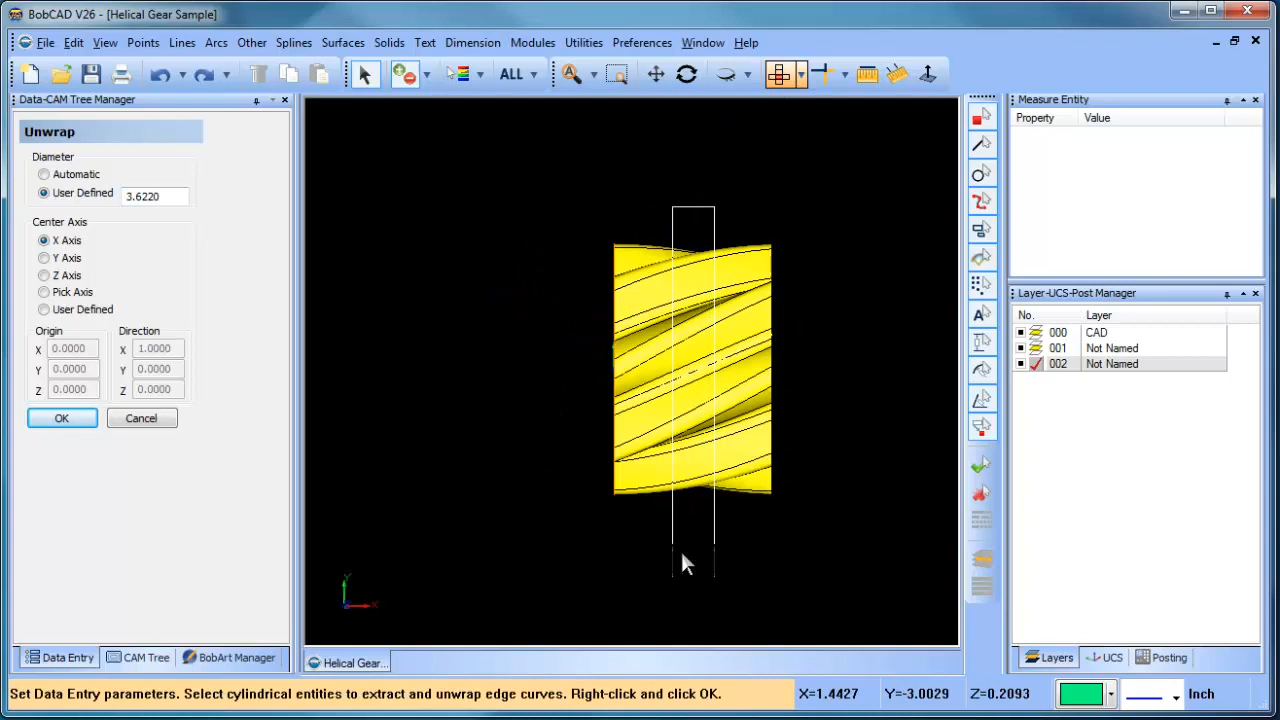 BobCAD V26 - [Helical Gear Sample]
File Edit View Points Lines Arcs Other Splines Surfaces Solids Text Dimension Modules Utilities Preferences Window Help
ALL
Data-CAM Tree Manager
Unwrap
Diameter
Automatic
User Defined 3.6220
Center Axis
X Axis
Y Axis
Z Axis
Pick Axis
User Defined
Origin Direction
X 0.0000 X 1.0000
Y 0.0000 Y 0.0000
Z 0.0000 Z 0.0000
OK Cancel
Data Entry CAM Tree BobArt Manager
Y
X
Helical Gear...
A
Measure Entity
Property Value
Layer-UCS-Post Manager
No. Layer
000 CAD
001 Not Named
002 Not Named
Layers UCS Posting
Set Data Entry parameters. Select cylindrical entities to extract and unwrap edge curves. Right-click and click OK. X=1.4427 Y=-3.0029 Z=0.2093 Inch